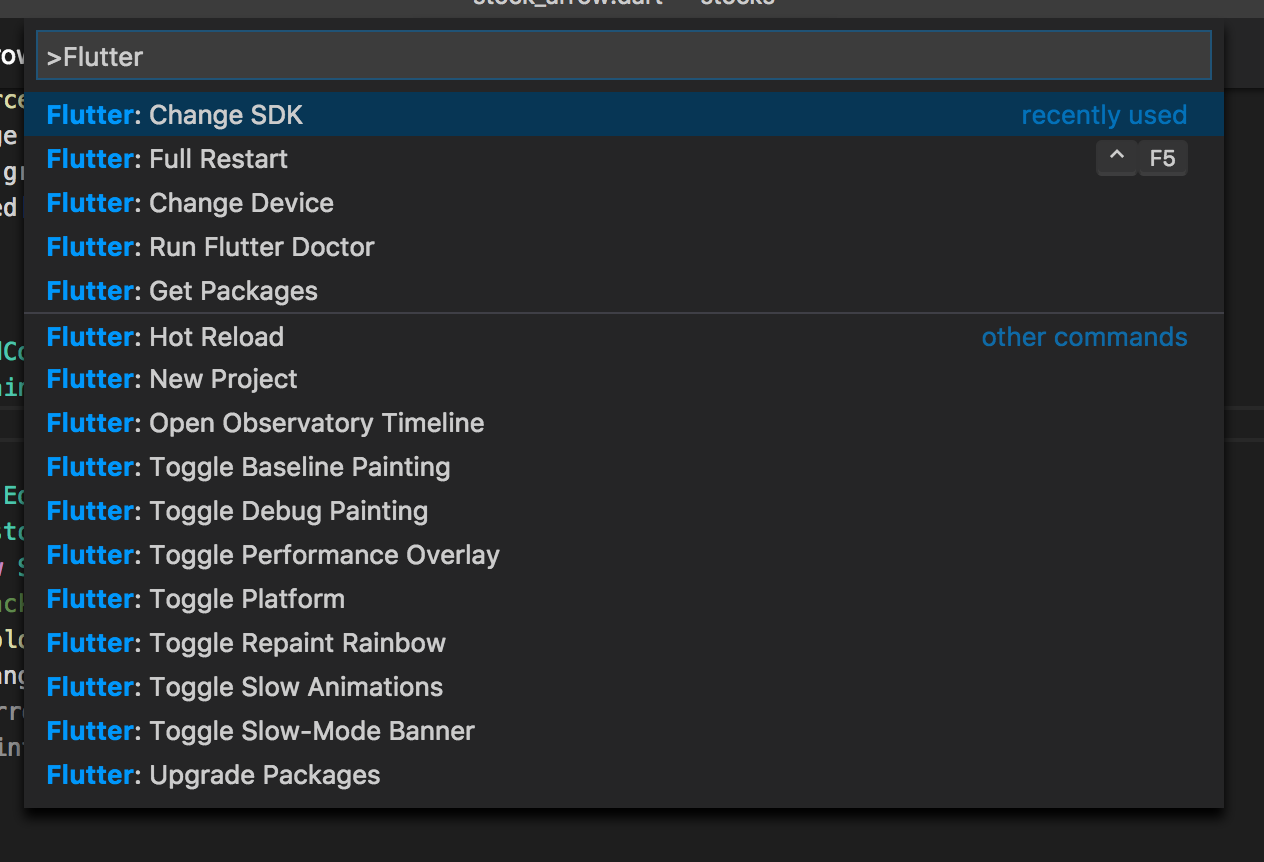 stock_arrow.dart — stocks
>Flutter
Flutter: Change SDK recently used
Flutter: Full Restart ^ F5
Flutter: Change Device
Flutter: Run Flutter Doctor
Flutter: Get Packages
Flutter: Hot Reload other commands
Flutter: New Project
Flutter: Open Observatory Timeline
Flutter: Toggle Baseline Painting
Flutter: Toggle Debug Painting
Flutter: Toggle Performance Overlay
Flutter: Toggle Platform
Flutter: Toggle Repaint Rainbow
Flutter: Toggle Slow Animations
Flutter: Toggle Slow-Mode Banner
Flutter: Upgrade Packages